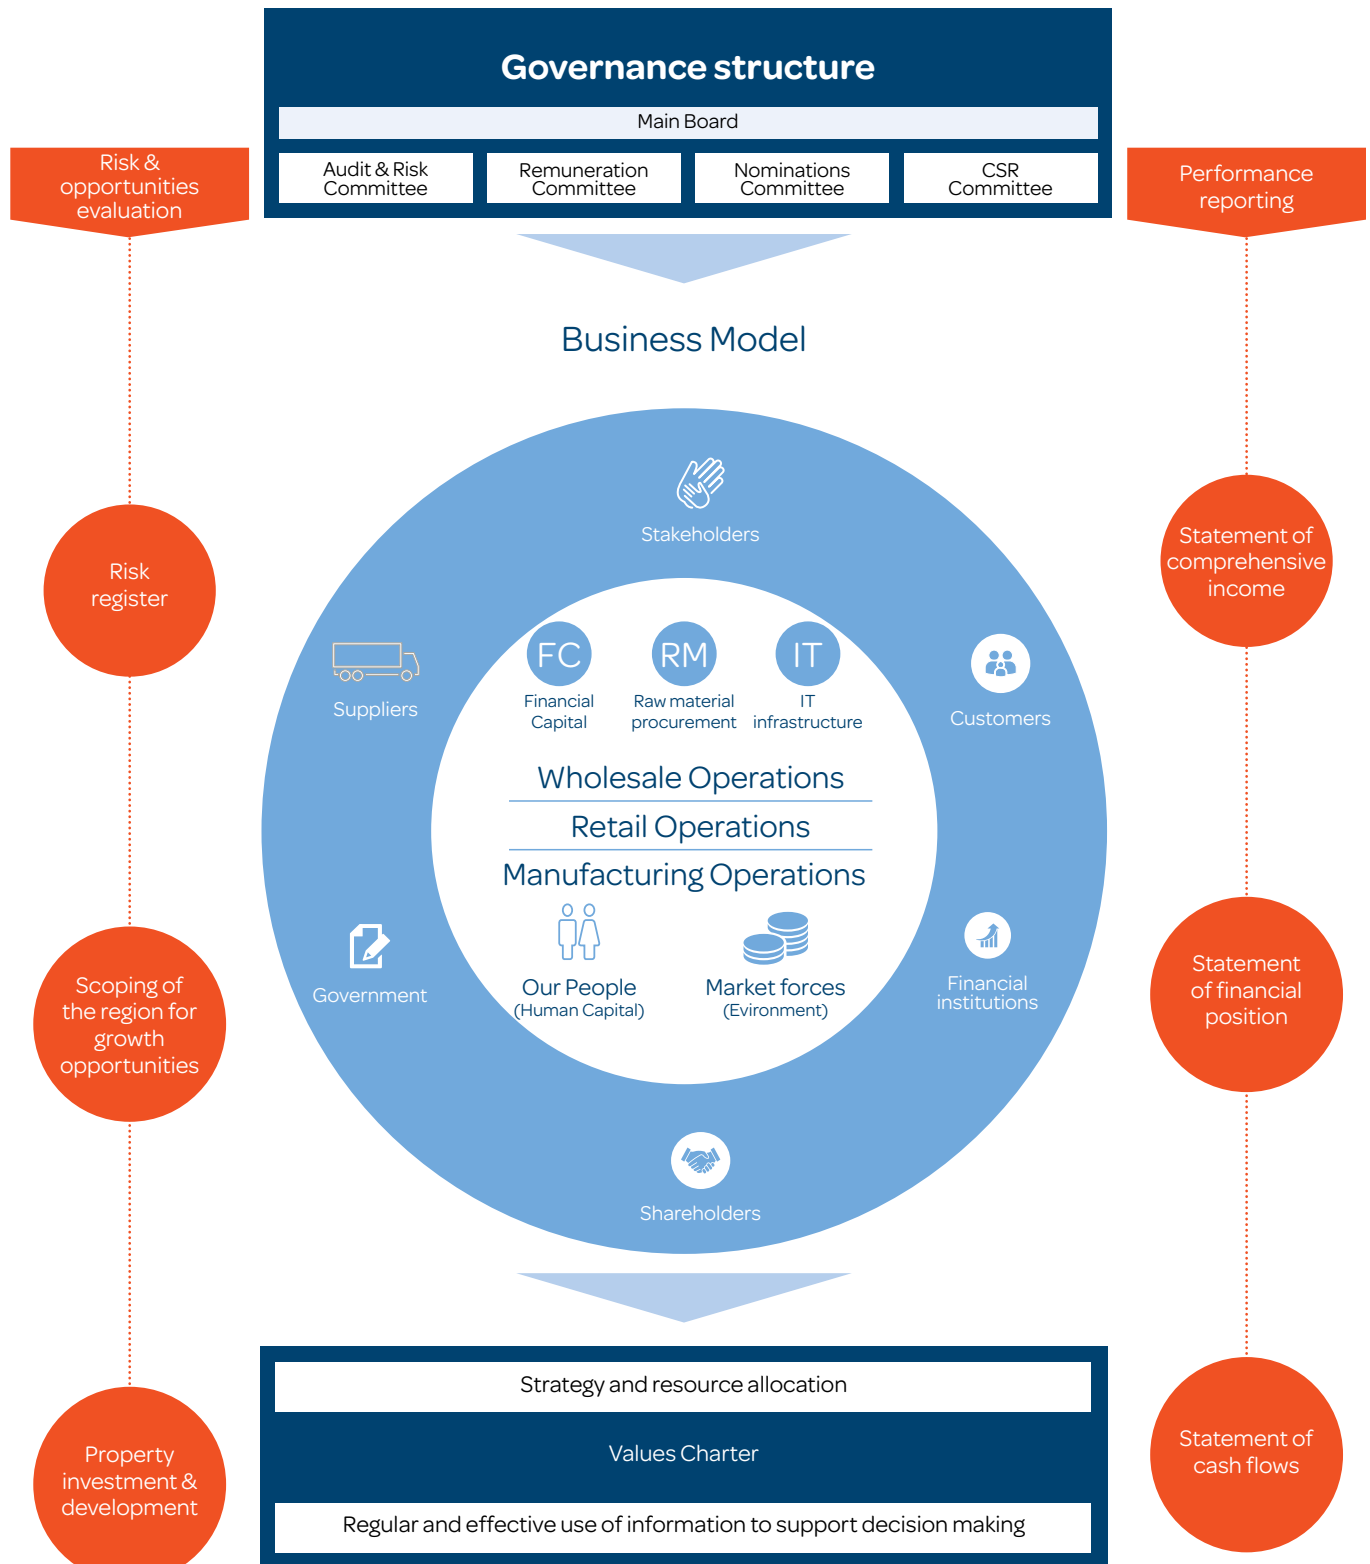 Governance structure
Main Board
Audit & Risk
Committee
Remuneration
Committee
Nominations
Committee
CSR
Committee
Risk &
opportunities
evaluation
Risk
register
Scoping of
the region for
growth
opportunities
Property
investment &
development
Performance
reporting
Statement of
comprehensive
income
Statement
of financial
position
Statement of
cash flows
Business Model
Stakeholders
Suppliers
Customers
Government
Financial
institutions
Shareholders
FC
Financial
Capital
RM
Raw material
procurement
IT
IT
infrastructure
Wholesale Operations
Retail Operations
Manufacturing Operations
Our People
(Human Capital)
Market forces
(Evironment)
Strategy and resource allocation
Values Charter
Regular and effective use of information to support decision making